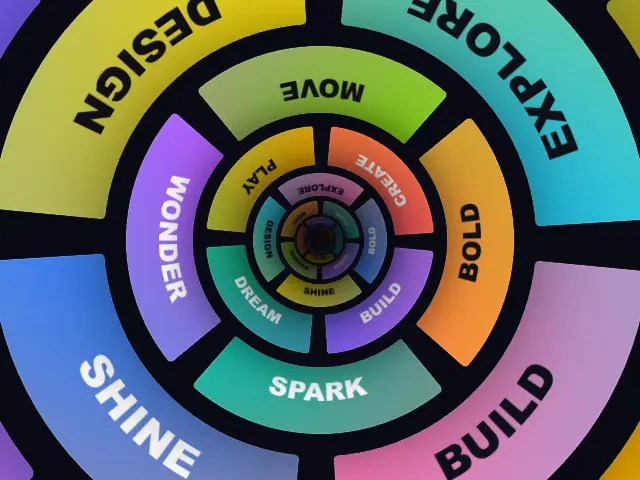 DESIGN
EXPLORE
MOVE
PLAY
CREATE
EXPLORE
WONDER
DESIGN
BOLD
BOLD
DREAM
SHINE
BUILD
SPARK
SHINE
BUILD